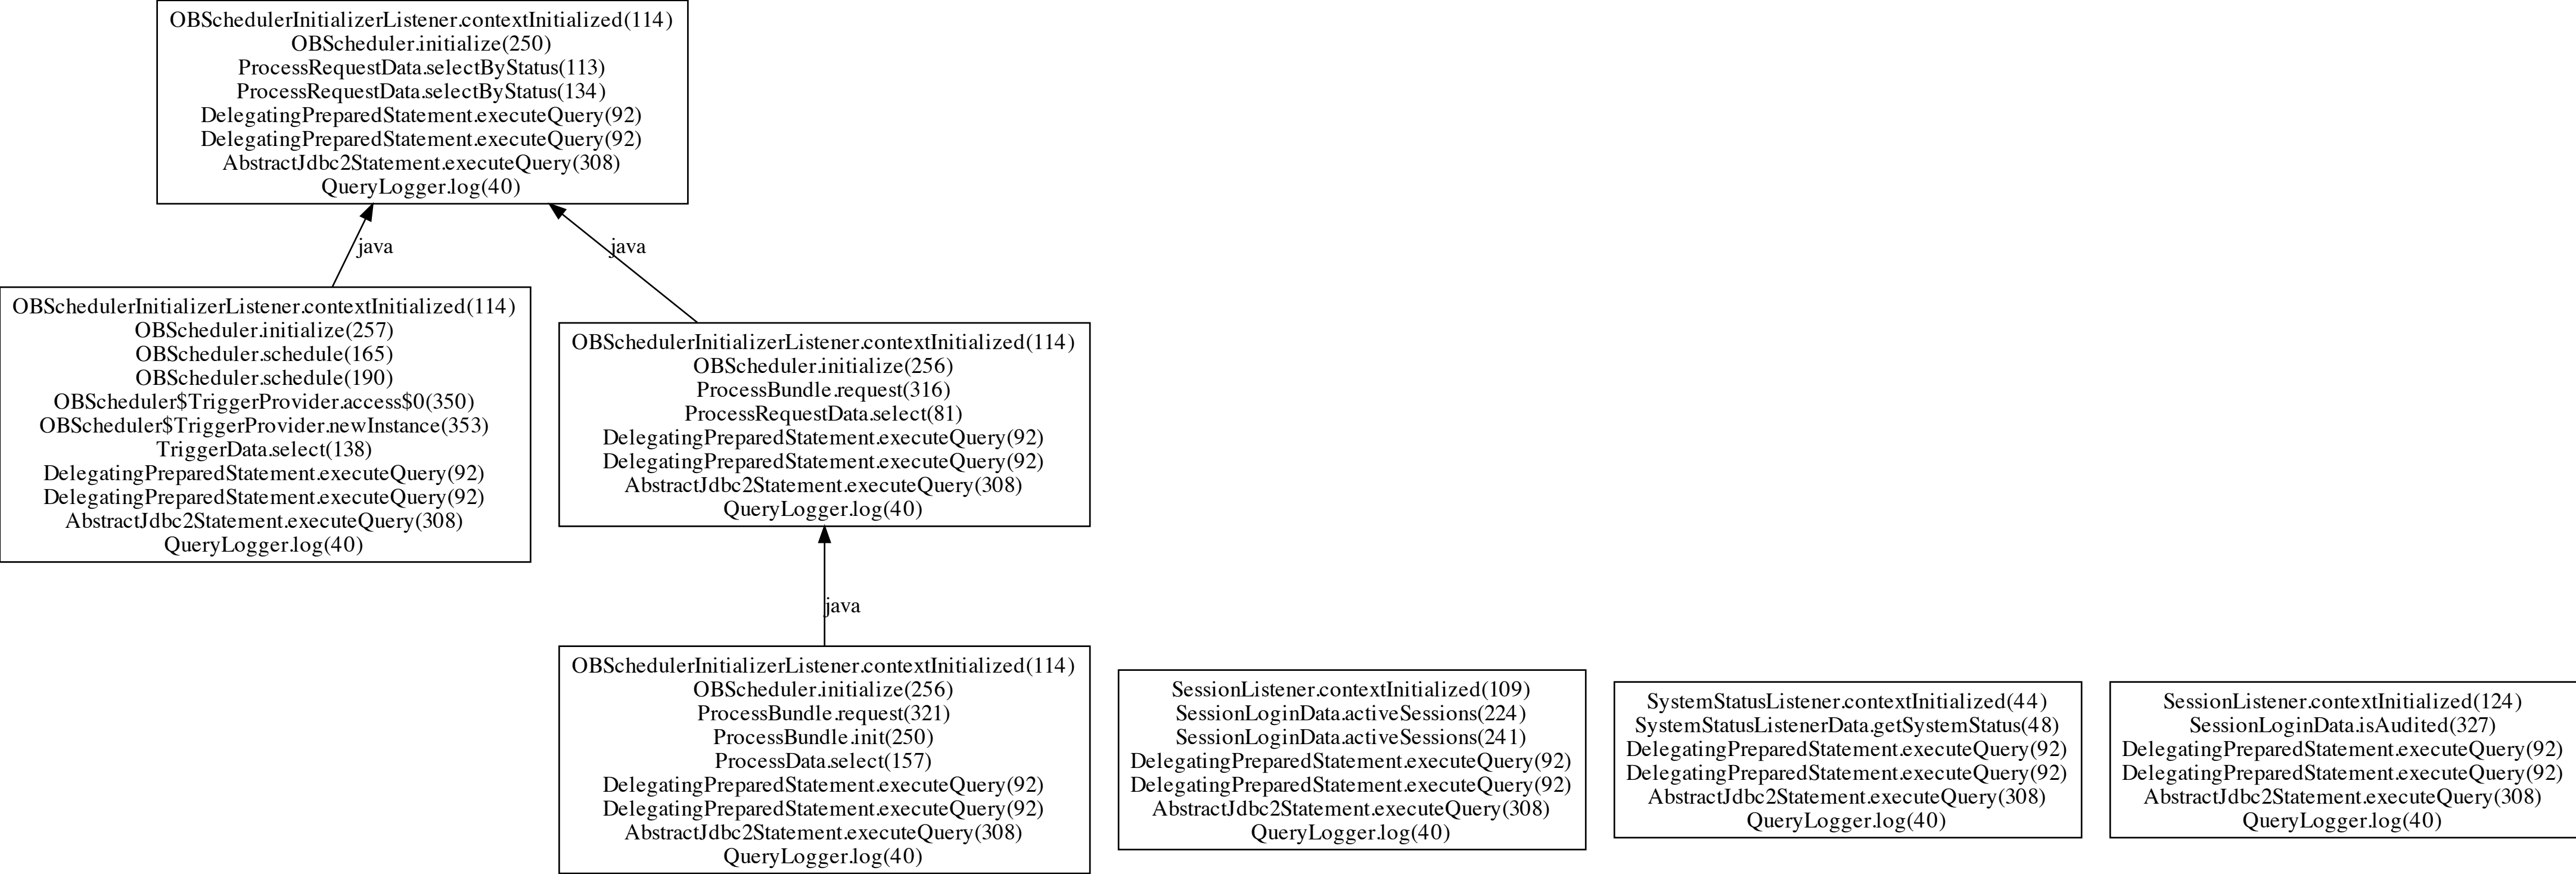 OBSchedulerInitializerListener.contextInitialized(114)
OBScheduler.initialize(250)
ProcessRequestData.selectByStatus(113)
ProcessRequestData.selectByStatus(134)
DelegatingPreparedStatement.executeQuery(92)
DelegatingPreparedStatement.executeQuery(92)
AbstractJdbc2Statement.executeQuery(308)
QueryLogger.log(40)
java
java
OBSchedulerInitializerListener.contextInitialized(114)
OBScheduler.initialize(257)
OBScheduler.schedule(165)
OBScheduler.schedule(190)
OBScheduler$TriggerProvider.access$0(350)
OBScheduler$TriggerProvider.newInstance(353)
TriggerData.select(138)
DelegatingPreparedStatement.executeQuery(92)
DelegatingPreparedStatement.executeQuery(92)
AbstractJdbc2Statement.executeQuery(308)
QueryLogger.log(40)
OBSchedulerInitializerListener.contextInitialized(114)
OBScheduler.initialize(256)
ProcessBundle.request(316)
ProcessRequestData.select(81)
DelegatingPreparedStatement.executeQuery(92)
DelegatingPreparedStatement.executeQuery(92)
AbstractJdbc2Statement.executeQuery(308)
QueryLogger.log(40)
java
OBSchedulerInitializerListener.contextInitialized(114)
OBScheduler.initialize(256)
ProcessBundle.request(321)
ProcessBundle.init(250)
ProcessData.select(157)
DelegatingPreparedStatement.executeQuery(92)
DelegatingPreparedStatement.executeQuery(92)
AbstractJdbc2Statement.executeQuery(308)
QueryLogger.log(40)
SessionListener.contextInitialized(109)
SessionLoginData.activeSessions(224)
SessionLoginData.activeSessions(241)
DelegatingPreparedStatement.executeQuery(92)
DelegatingPreparedStatement.executeQuery(92)
AbstractJdbc2Statement.executeQuery(308)
QueryLogger.log(40)
SystemStatusListener.contextInitialized(44)
SystemStatusListenerData.getSystemStatus(48)
DelegatingPreparedStatement.executeQuery(92)
DelegatingPreparedStatement.executeQuery(92)
AbstractJdbc2Statement.executeQuery(308)
QueryLogger.log(40)
SessionListener.contextInitialized(124)
SessionLoginData.isAudited(327)
DelegatingPreparedStatement.executeQuery(92)
DelegatingPreparedStatement.executeQuery(92)
AbstractJdbc2Statement.executeQuery(308)
QueryLogger.log(40)